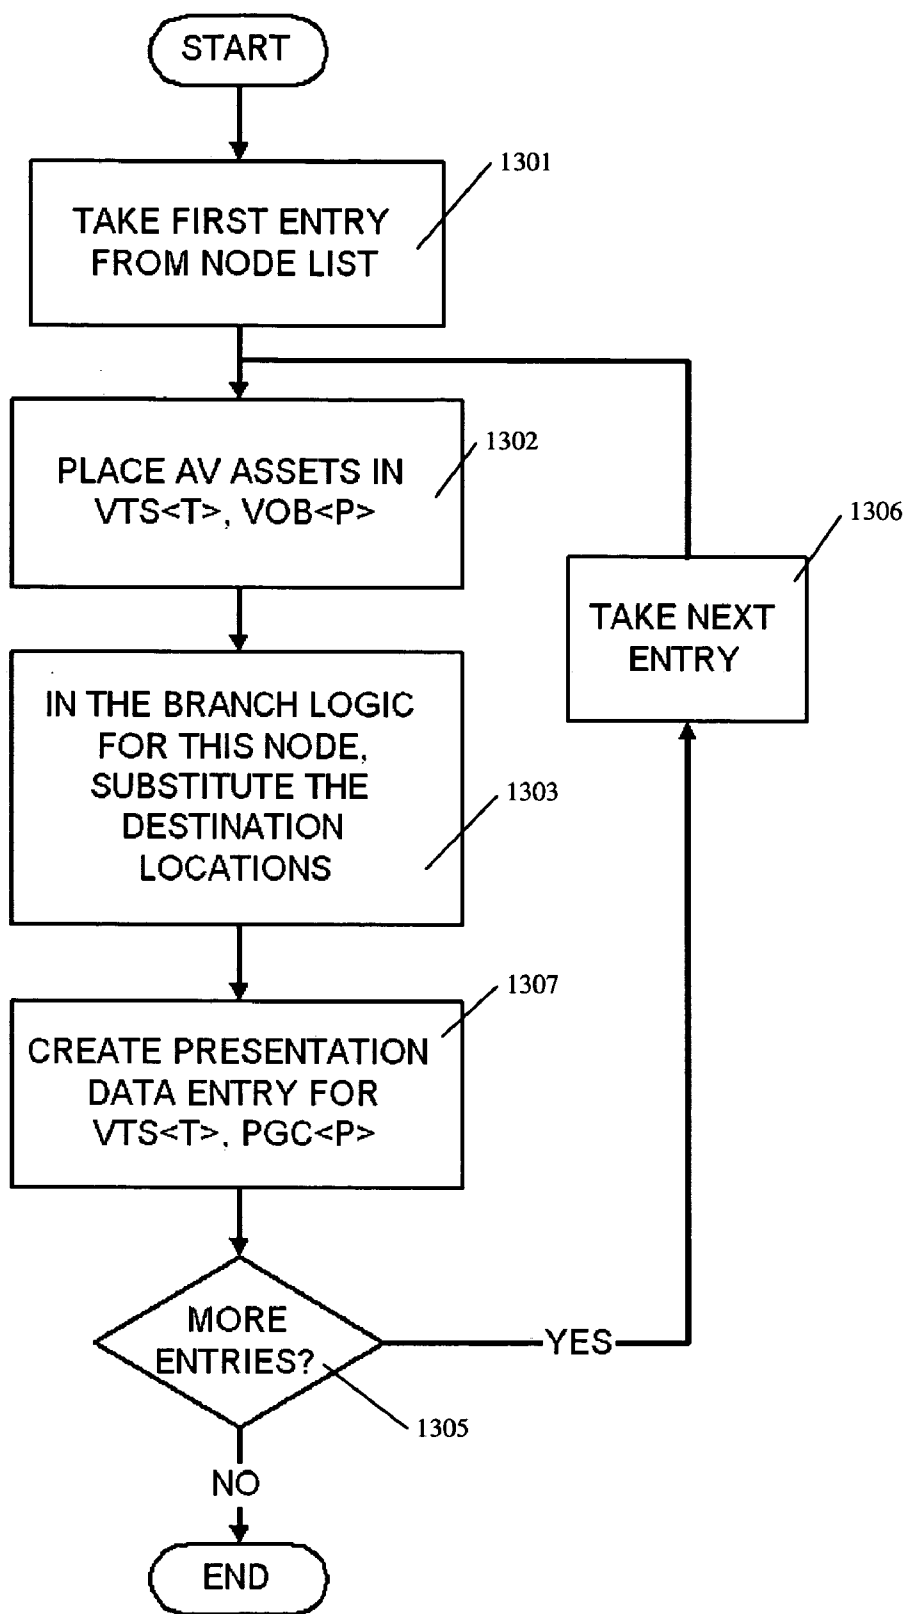 START
1301
TAKE FIRST ENTRY
FROM NODE LIST
1302
PLACE AV ASSETS IN
VTS<T>, VOB<P>
1306
TAKE NEXT
ENTRY
IN THE BRANCH LOGIC
FOR THIS NODE,
SUBSTITUTE THE
DESTINATION
LOCATIONS
1303
1307
CREATE PRESENTATION
DATA ENTRY FOR
VTS<T>, PGC<P>
MORE
ENTRIES?
YES
1305
NO
END